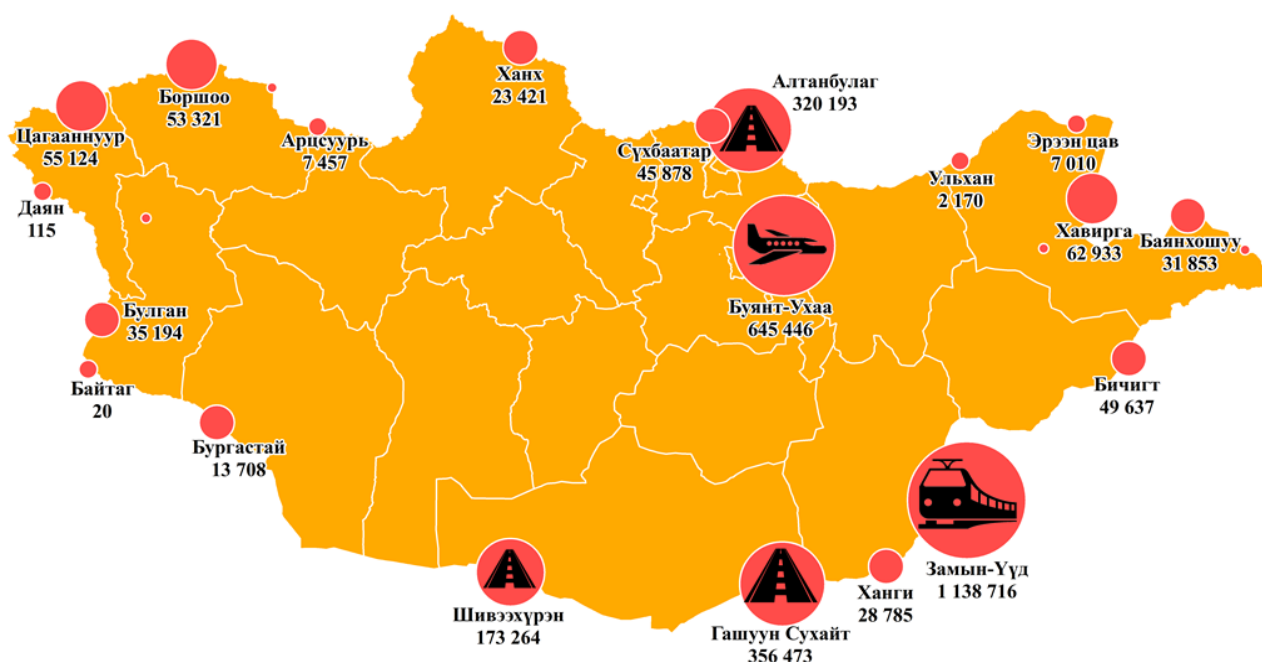 Ханх
23 421
Алтанбулаг
320 193
Боршоо
53 321
Цагааннуур
55 124
Арцсуурь
7 457
Сүхбаатар
45 878
Эрээн цав
7 010
Ульхан
2 170
Даян
115
Хавирга
62 933
Баянхошуу
31 853
Буянт-Ухаа
645 446
Булган
35 194
Байтаг
20
Бичигт
49 637
Бургастай
13 708
Замын-Үүд
1 138 716
Ханги
28 785
Шивээхүрэн
173 264
Гашуун Сухайт
356 473